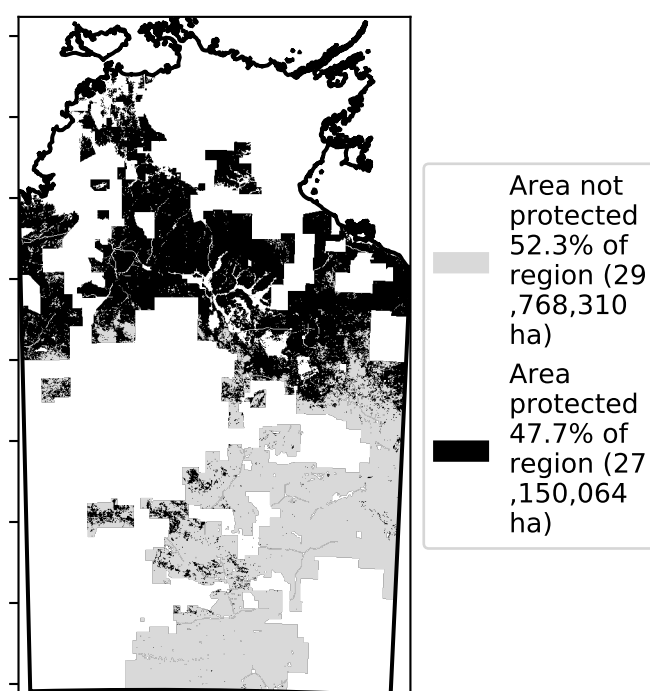 Area not
protected
52.3% of
region (29
,768,310
ha)
Area
protected
47.7% of
region (27
,150,064
ha)